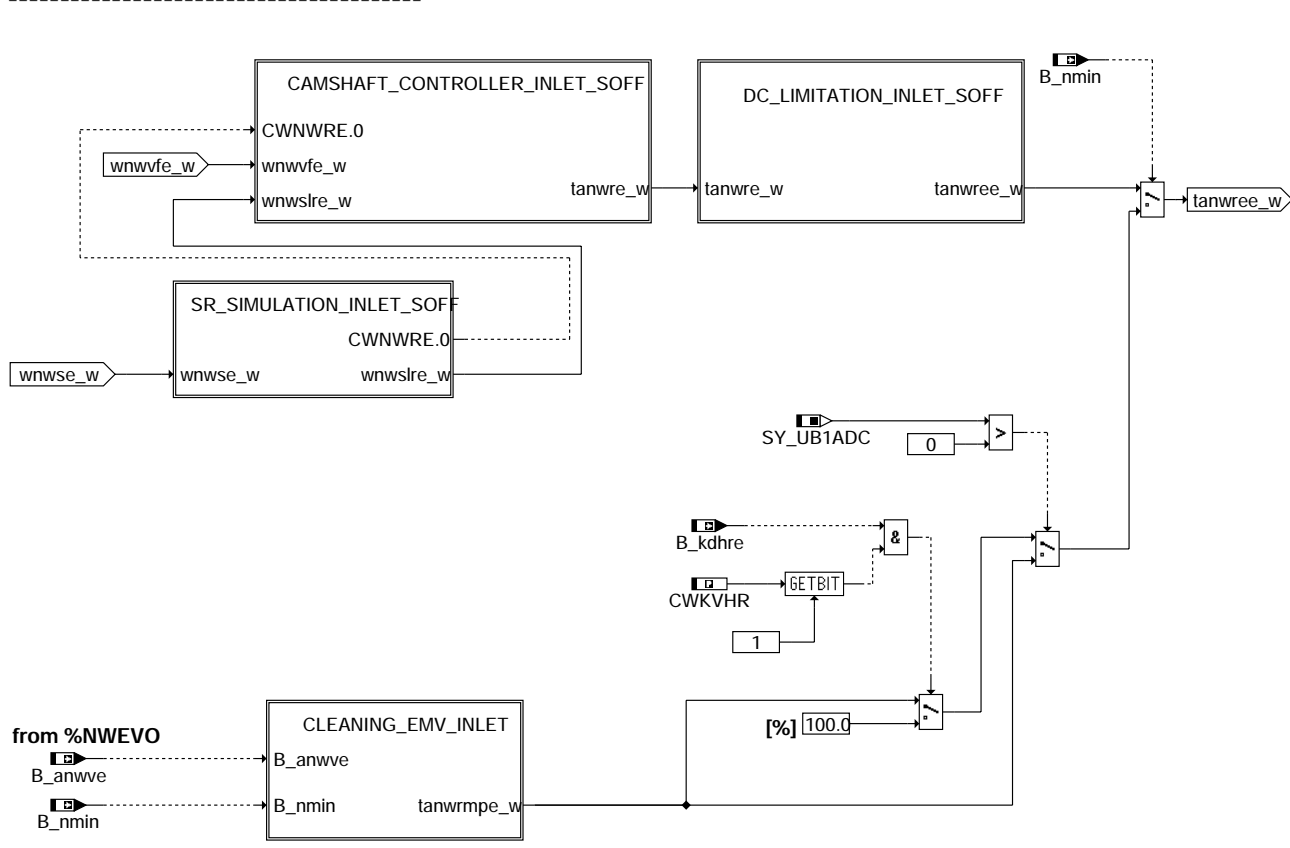 CAMSHAFT_CONTROLLER_INLET_SOFF
DC_LIMITATION_INLET_SOFF
B_nmin
CWNWRE.0
wnwvfe_w
wnwvfe_w
wnwslre_w
tanwre_w
tanwre_w
tanwree_w
tanwree_w
SR_SIMULATION_INLET_SOFF
CWNWRE.0
wnwse_w
wnwse_w
wnwslre_w
SY_UB1ADC
0
>
B_kdhre
&
CWKVHR
GETBIT
1
CLEANING_EMV_INLET
[%] 100.0
from %NWEVO
B_anwve
B_anwve
B_nmin
B_nmin
tanwrmpe_w